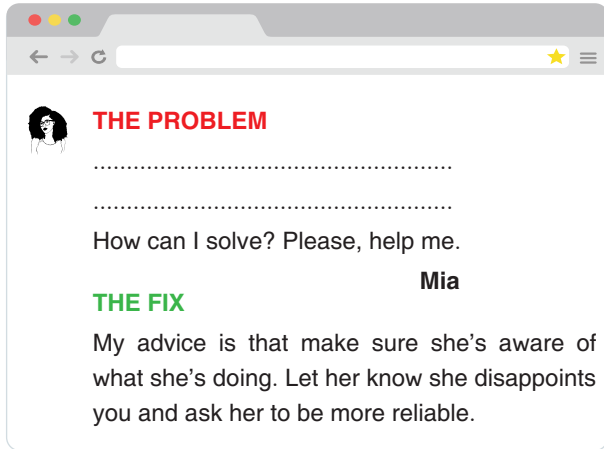 THE PROBLEM
......................................................
......................................................
How can I solve? Please, help me.
Mia
THE FIX
My advice is that make sure she’s aware of
what she’s doing. Let her know she disappoints
you and ask her to be more reliable.